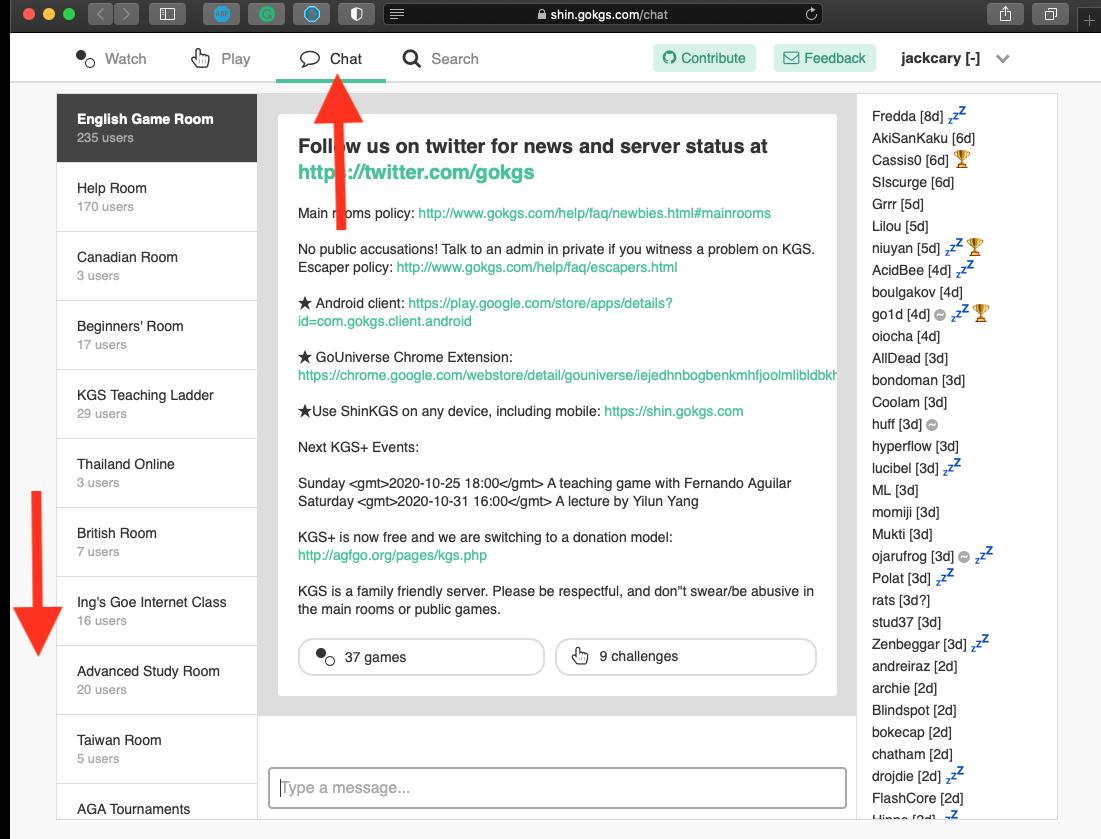 shin.gokgs.com/chat
Watch
Play
Chat
Search
Contribute
Feedback
jackcary [-]
English Game Room
235 users
Help Room
170 users
Canadian Room
3 users
Beginners' Room
17 users
KGS Teaching Ladder
29 users
Thailand Online
3 users
British Room
7 users
Ing's Goe Internet Class
16 users
Advanced Study Room
20 users
Taiwan Room
5 users
AGA Tournaments
Follow us on twitter for news and server status at
https://twitter.com/gokgs
Main rooms policy: http://www.gokgs.com/help/faq/newbies.html#mainrooms
No public accusations! Talk to an admin in private if you witness a problem on KGS.
Escaper policy: http://www.gokgs.com/help/faq/escapers.html
★ Android client: https://play.google.com/store/apps/details?
id=com.gokgs.client.android
★ GoUniverse Chrome Extension:
https://chrome.google.com/webstore/detail/gouniverse/iejedhnbogbenkmhfjoolmlibldbkh
★Use ShinKGS on any device, including mobile: https://shin.gokgs.com
Next KGS+ Events:
Sunday <gmt>2020-10-25 18:00</gmt> A teaching game with Fernando Aguilar
Saturday <gmt>2020-10-31 16:00</gmt> A lecture by Yilun Yang
KGS+ is now free and we are switching to a donation model:
http://agfgo.org/pages/kgs.php
KGS is a family friendly server. Please be respectful, and don"t swear/be abusive in
the main rooms or public games.
37 games
9 challenges
Type a message...
Fredda [8d] zzZ
AkiSanKaku [6d]
Cassis0 [6d]
SIscurge [6d]
Grrr [5d]
Lilou [5d]
niuyan [5d] zzZ
AcidBee [4d] zzZ
boulgakov [4d]
go1d [4d] zzZ
oiocha [4d]
AllDead [3d]
bondoman [3d]
Coolam [3d]
huff [3d]
hyperflow [3d]
lucibel [3d] zzZ
ML [3d]
momiji [3d]
Mukti [3d]
ojarufrog [3d] zzZ
Polat [3d] zzZ
rats [3d?]
stud37 [3d]
Zenbeggar [3d] zzZ
andreiraz [2d]
archie [2d]
Blindspot [2d]
bokecap [2d]
chatham [2d]
drojdie [2d] zzZ
FlashCore [2d]